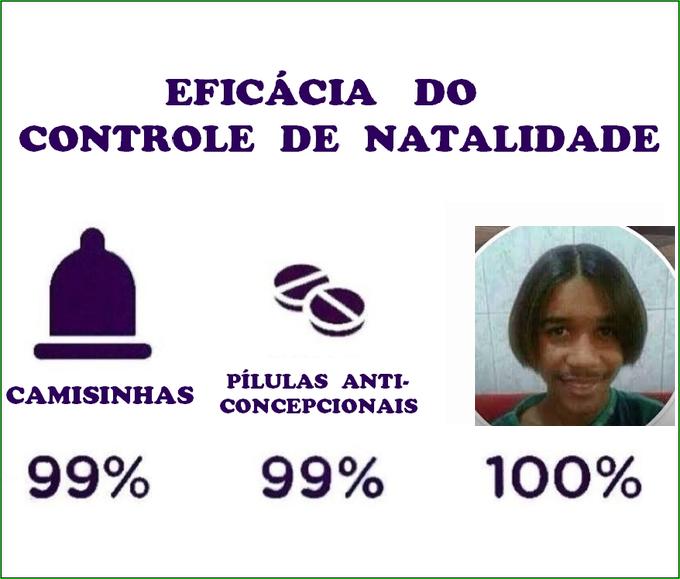 EFICÁCIA DO
CONTROLE DE NATALIDADE
CAMISINHAS
PÍLULAS ANTI-
CONCEPCIONAIS
99%
99%
100%